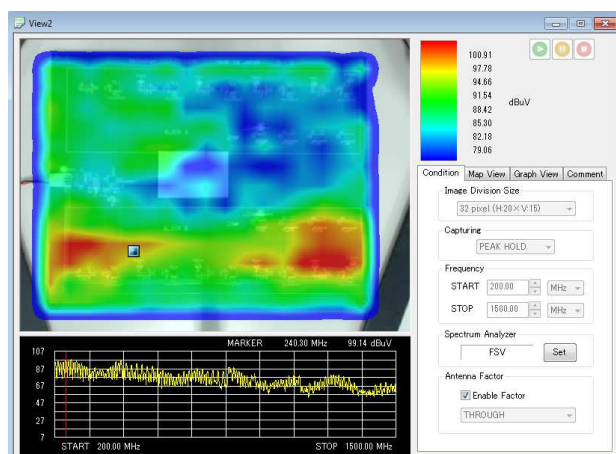 View2
100.91
97.78
94.66
91.54
88.42
85.30
82.18
79.06
dBuV
Condition Map View Graph View Comment
Image Division Size
32 pixel (H:20×V:15)
Capturing
PEAK HOLD
Frequency
START 200.00 MHz
STOP 1500.00 MHz
Spectrum Analyzer
FSV Set
Antenna Factor
Enable Factor
THROUGH
MARKER 240.30 MHz 99.14 dBuV
107
87
67
47
27
7
START 200.00 MHz STOP 1500.00 MHz